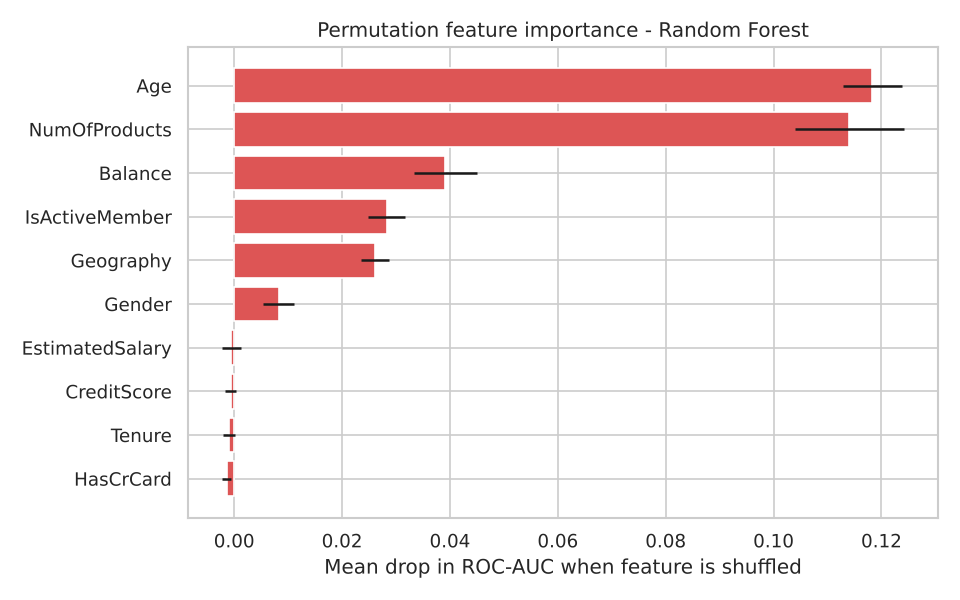 Permutation feature importance - Random Forest
Age
NumOfProducts
Balance
IsActiveMember
Geography
Gender
EstimatedSalary
CreditScore
Tenure
HasCrCard
0.00 0.02 0.04 0.06 0.08 0.10 0.12
Mean drop in ROC-AUC when feature is shuffled